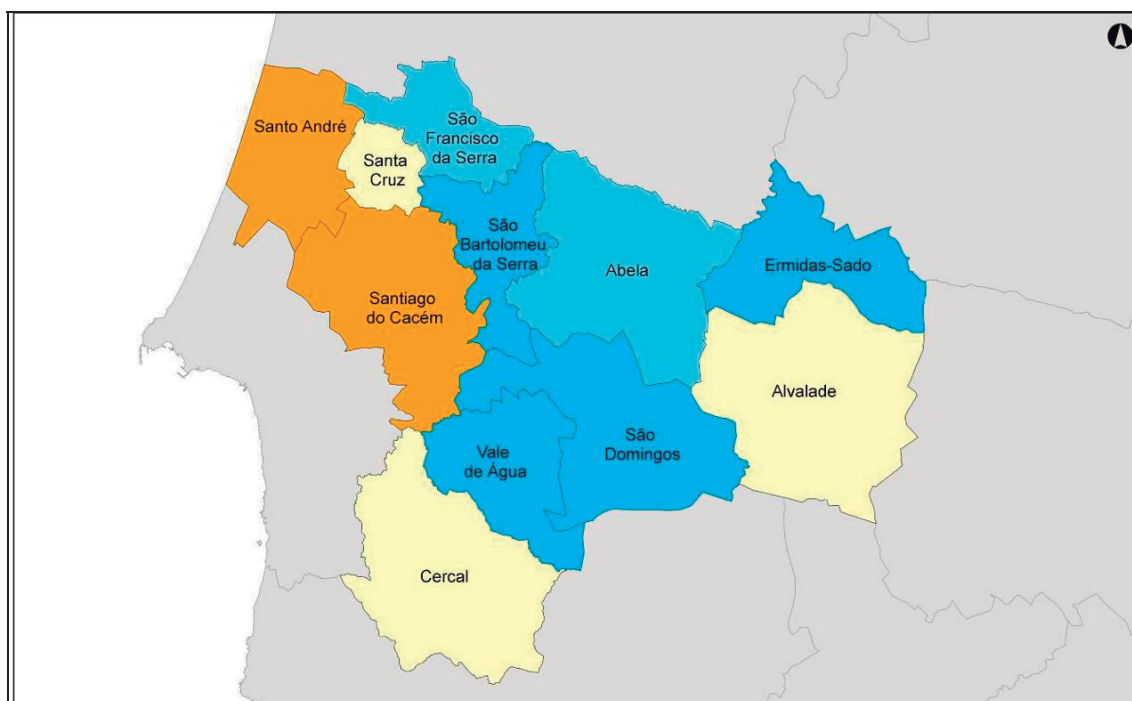 Santo André
São
Francisco
da Serra
Santa
Cruz
São
Bartolomeu
da Serra
Abela
Ermidas-Sado
Santiago
do Cacém
Alvalade
Vale
de Água
São
Domingos
Cercal